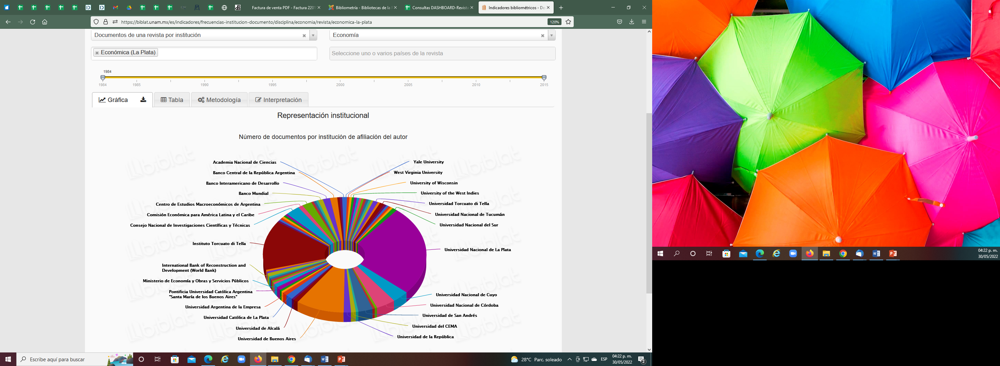 Factura de venta PDF - Factura 2201
Bibliometría - Bibliotecas de la
Consultas DASHBOARD-Revista
Indicadores bibliométricos - Do
https://biblat.unam.mx/es/indicadores/frecuencias-institucion-documento/disciplina/economia/revista/economica-la-plata
120%
Documentos de una revista por institución
Economía
Económica (La Plata)
Seleccione uno o varios países de la revista
1984
1984 1985 1990 1995 2000 2005 2010 2015
Gráfica Tabla Metodología Interpretación
Representación institucional
Número de documentos por institución de afiliación del autor
Academia Nacional de Ciencias
Yale University
Banco Central de la República Argentina
West Virginia University
Banco Interamericano de Desarrollo
University of Wisconsin
Banco Mundial
University of the West Indies
Centro de Estudios Macroeconómicos de Argentina
Universidad Torcuato di Tella
Comisión Económica para América Latina y el Caribe
Universidad Nacional de Tucumán
Consejo Nacional de Investigaciones Científicas y Técnicas
Universidad Nacional del Sur
Instituto Torcuato di Tella
Universidad Nacional de La Plata
International Bank of Reconstruction and
Development (World Bank)
Ministerio de Economía y Obras y Servicios Públicos
Pontificia Universidad Católica Argentina
"Santa María de los Buenos Aires"
Universidad Nacional de Cuyo
Universidad Argentina de la Empresa
Universidad Nacional de Córdoba
Universidad Católica de La Plata
Universidad de San Andrés
Universidad de Alcalá
Universidad del CEMA
Universidad de Buenos Aires
Universidad de la República
biblat
Escribe aquí para buscar
28°C Parc. soleado
ESP
04:22 p. m.
30/05/2022
2
04:22 p. m.
30/05/2022